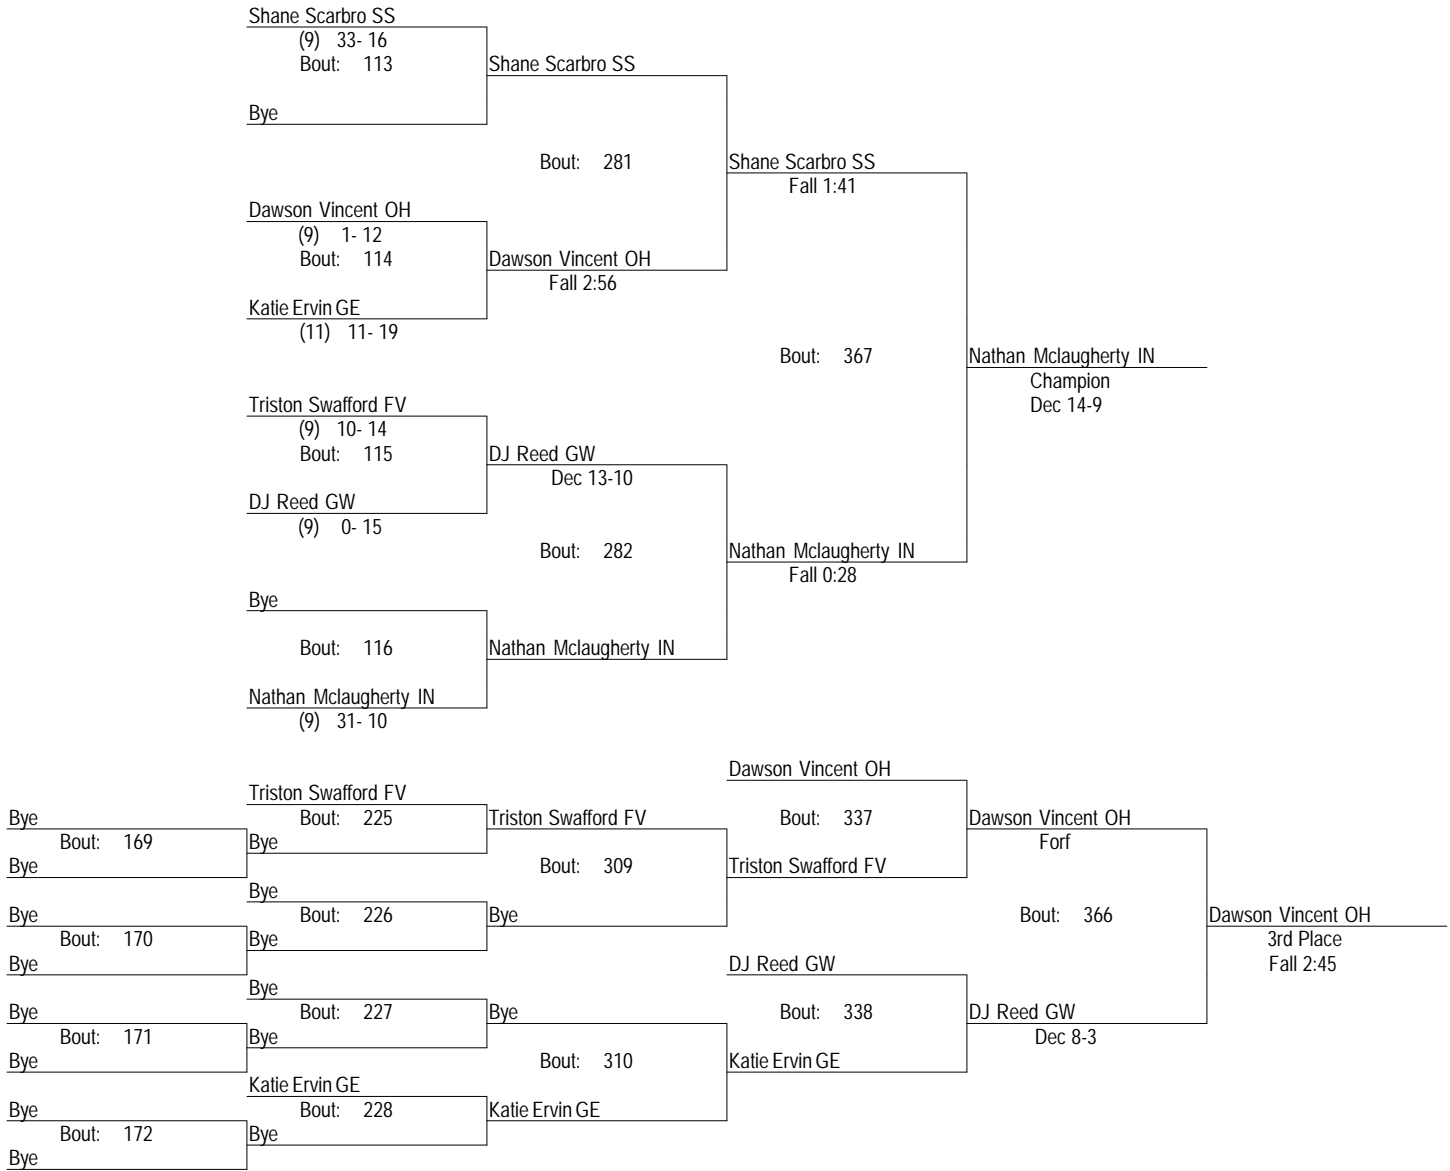 Shane Scarbro SS
(9) 33- 16
Bout: 113
Shane Scarbro SS
Bye
Bout: 281
Shane Scarbro SS
Fall 1:41
Dawson Vincent OH
(9) 1- 12
Bout: 114
Dawson Vincent OH
Fall 2:56
Katie Ervin GE
(11) 11- 19
Bout: 367
Nathan Mclaugherty IN
Champion
Dec 14-9
Triston Swafford FV
(9) 10- 14
Bout: 115
DJ Reed GW
Dec 13-10
DJ Reed GW
(9) 0- 15
Bout: 282
Nathan Mclaugherty IN
Fall 0:28
Bye
Bout: 116
Nathan Mclaugherty IN
Nathan Mclaugherty IN
(9) 31- 10
Dawson Vincent OH
Triston Swafford FV
Bye
Bout: 225
Triston Swafford FV
Bout: 337
Dawson Vincent OH
Bout: 169
Bye
Forf
Bye
Bout: 309
Triston Swafford FV
Bye
Bye
Bout: 226
Bye
Bout: 366
Dawson Vincent OH
Bout: 170
Bye
3rd Place
Bye
DJ Reed GW
Fall 2:45
Bye
Bye
Bout: 227
Bye
Bout: 338
DJ Reed GW
Bout: 171
Bye
Dec 8-3
Bye
Bout: 310
Katie Ervin GE
Katie Ervin GE
Bye
Bout: 228
Katie Ervin GE
Bout: 172
Bye
Bye